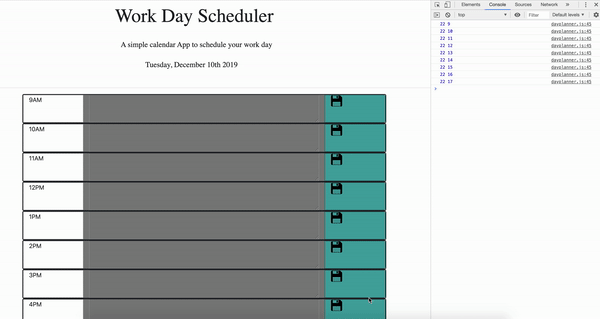 Work Day Scheduler
A simple calendar App to schedule your work day
Tuesday, December 10th 2019
9AM
10AM
11AM
12PM
1PM
2PM
3PM
4PM
Elements Console Sources Network »
top Filter Default levels
22 9 dayplanner.js:45
22 10 dayplanner.js:45
22 11 dayplanner.js:45
22 12 dayplanner.js:45
22 13 dayplanner.js:45
22 14 dayplanner.js:45
22 15 dayplanner.js:45
22 16 dayplanner.js:45
22 17 dayplanner.js:45